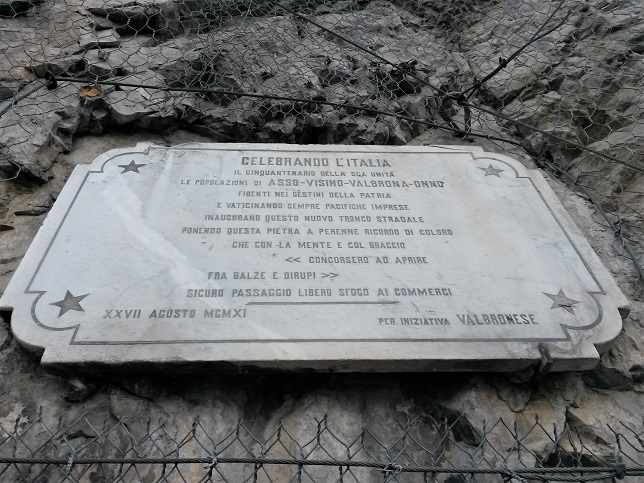 CELEBRANDO L'ITALIA
IL CINQUANTENARIO DELLA SUA UNITÀ
LE POPOLAZIONI DI ASSO-VISINO-VALBRONA-ONNO
FIDENTI NEI DESTINI DELLA PATRIA
E VATICINANDO SEMPRE PACIFICHE IMPRESE
INAUGURANO QUESTO NUOVO TRONCO STRADALE
PONENDO QUESTA PIETRA A PERENNE RICORDO DI COLORO
CHE CON LA MENTE E COL BRACCIO
<< CONCORSERO AD APRIRE
FRA BALZE E DIRUPI >>
SICURO PASSAGGIO LIBERO SFOGO AI COMMERCI
XXVII AGOSTO MCMXI PER INIZIATIVA VALBRONESE